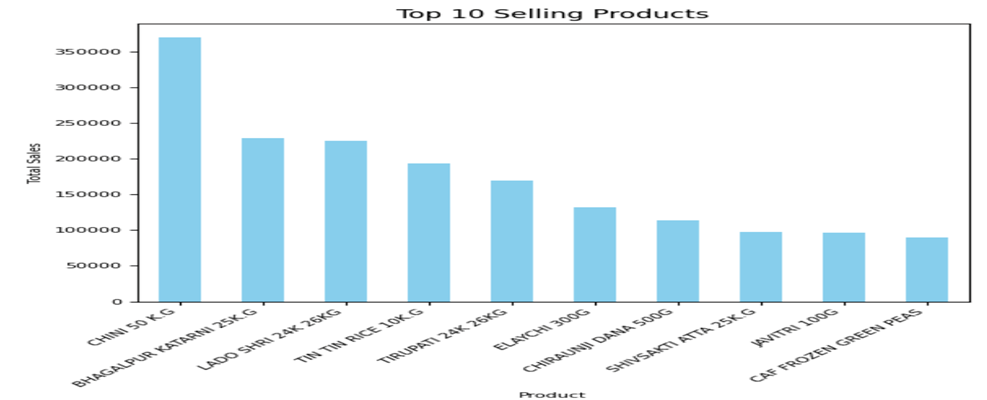 Top 10 Selling Products
Total Sales
350000
300000
250000
200000
150000
100000
50000
0
CHINI 50 K.G
BHAGALPUR KATARNI 25K.G
LADO SHRI 24K 26KG
TIN TIN RICE 10K.G
TIRUPATI 24K 26KG
ELAYCHI 300G
CHIRAUNJI DANA 500G
SHIVSAKTI ATTA 25K.G
JAVITRI 100G
CAF FROZEN GREEN PEAS
Product